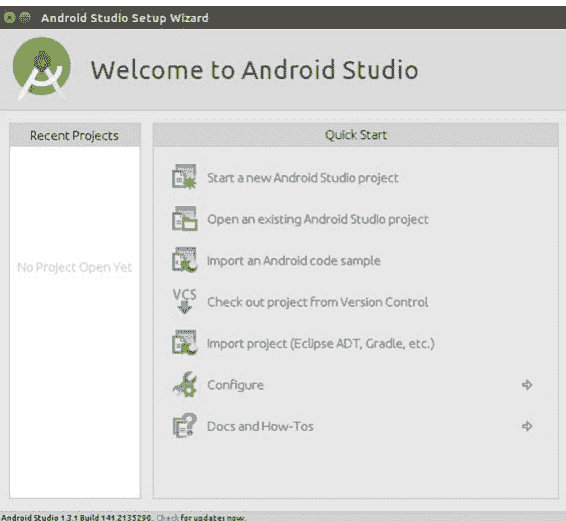 Android Studio Setup Wizard
Welcome to Android Studio
Recent Projects
No Project Open Yet
Quick Start
Start a new Android Studio project
Open an existing Android Studio project
Import an Android code sample
VCS
Check out project from Version Control
Import project (Eclipse ADT, Gradle, etc.)
Configure
Docs and How-Tos
Android Studio 1.3.1 Build 141.2135290. Check for updates now.